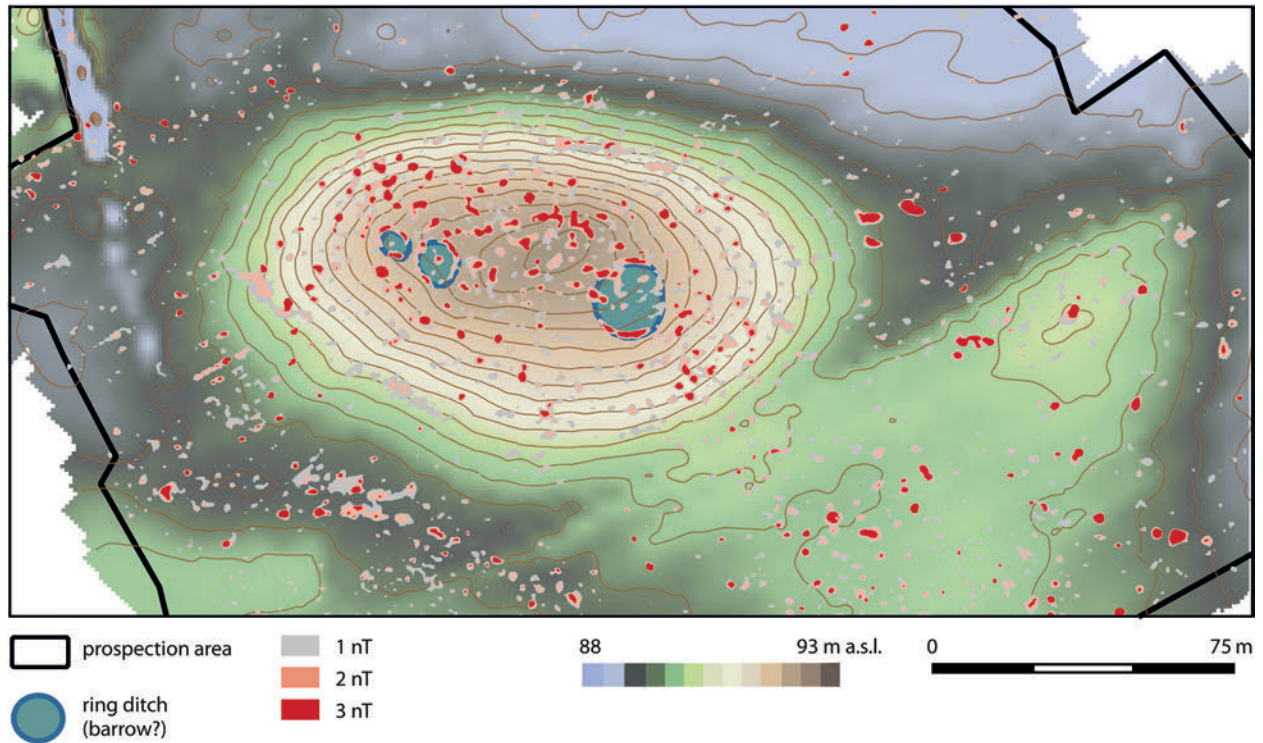 prospection area
ring ditch
(barrow?)
1 nT
2 nT
3 nT
88 93 m a.s.l.
0 75 m